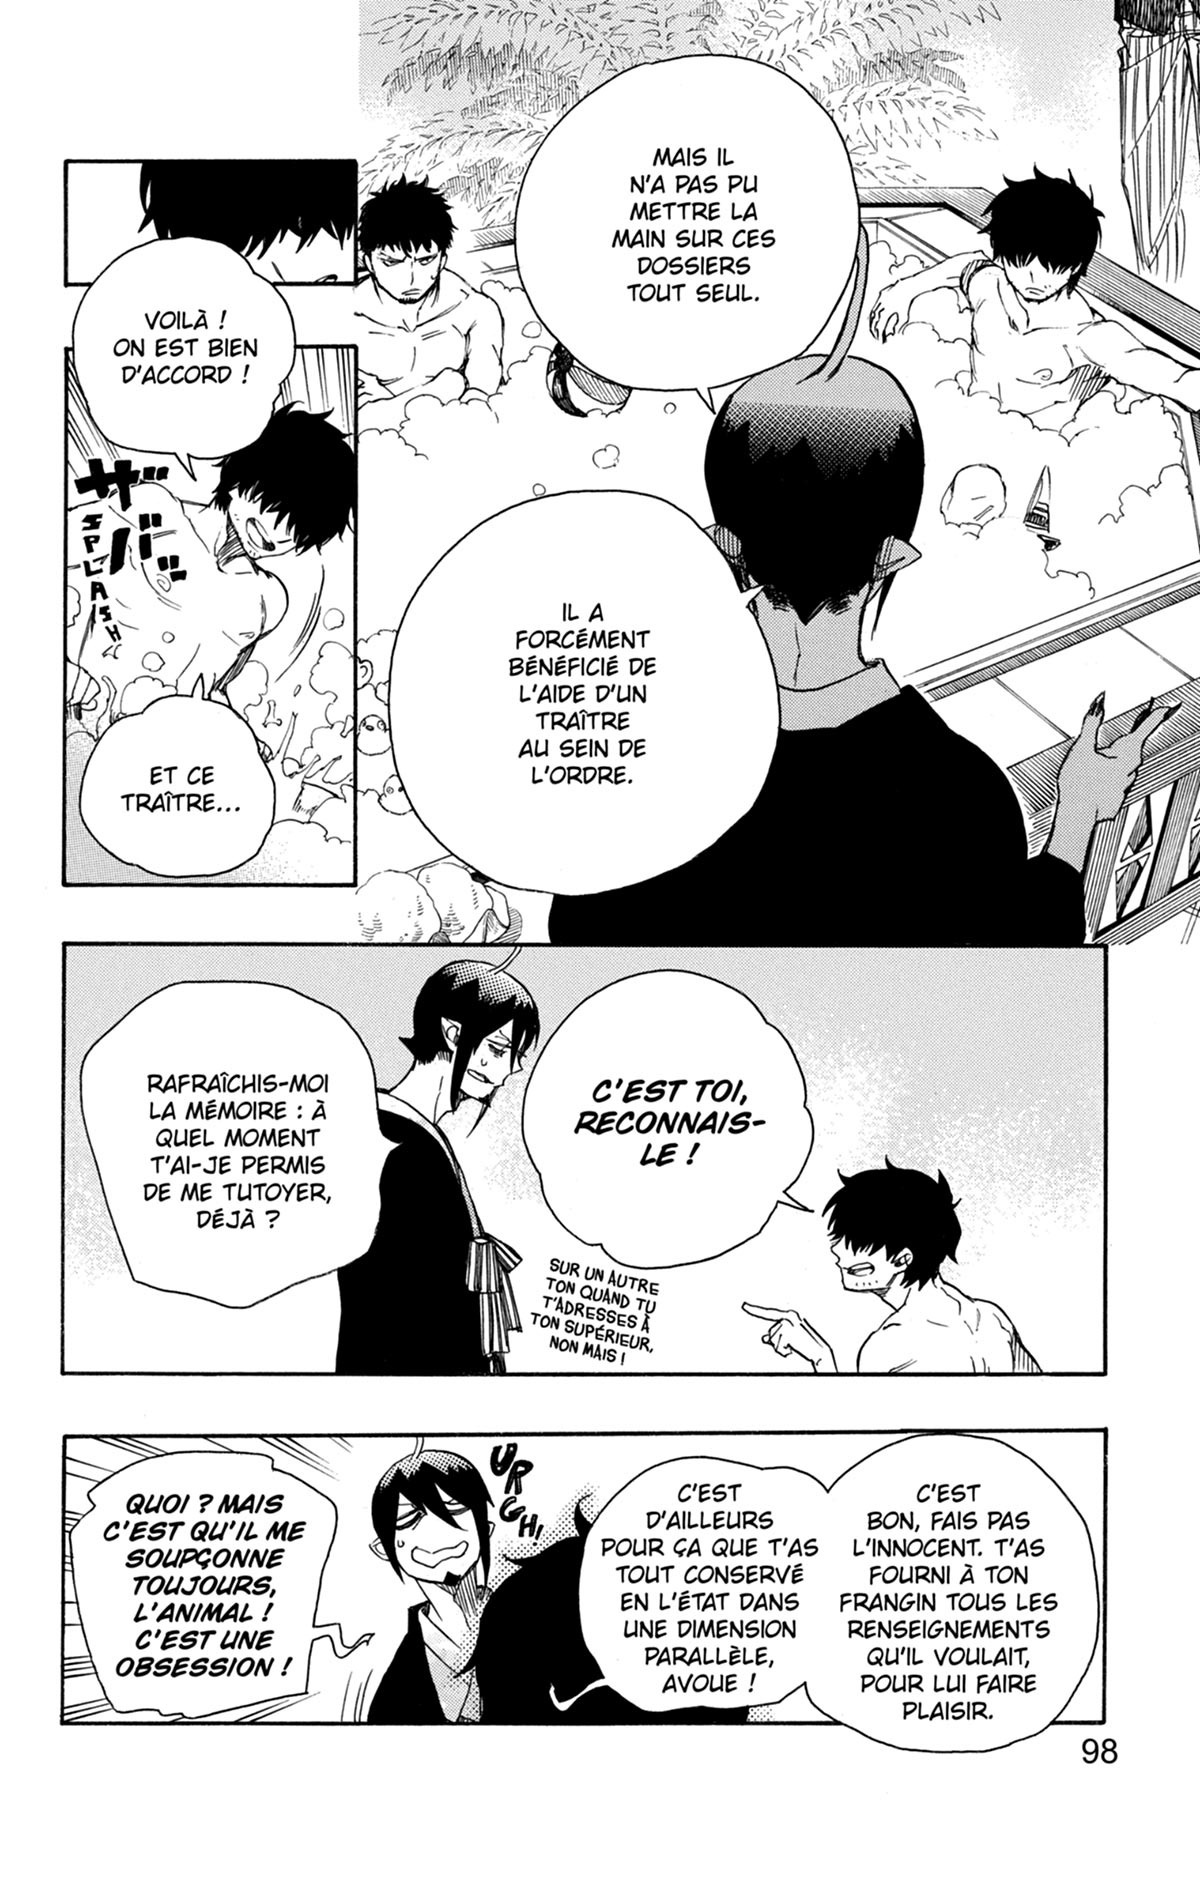 MAIS IL
N'A PAS PU
METTRE LA
MAIN SUR CES
DOSSIERS
TOUT SEUL.
IL A
FORCÉMENT
BÉNÉFICIÉ DE
L'AIDE D'UN
TRAÎTRE
AU SEIN DE
L'ORDRE.
VOILÀ !
ON EST BIEN
D'ACCORD !
ザバッ
SPLASH
ET CE
TRAÎTRE...
C'EST TOI,
RECONNAIS-
LE !
RAFRAÎCHIS-MOI
LA MÉMOIRE : À
QUEL MOMENT
T'AI-JE PERMIS
DE ME TUTOYER,
DÉJÀ ?
SUR UN AUTRE
TON QUAND TU
T'ADRESSES À
TON SUPÉRIEUR,
NON MAIS !
C'EST
BON, FAIS PAS
L'INNOCENT. T'AS
FOURNI À TON
FRANGIN TOUS LES
RENSEIGNEMENTS
QU'IL VOULAIT,
POUR LUI FAIRE
PLAISIR.
C'EST
D'AILLEURS
POUR ÇA QUE T'AS
TOUT CONSERVÉ
EN L'ÉTAT DANS
UNE DIMENSION
PARALLÈLE,
AVOUE !
URGH!
QUOI ? MAIS
C'EST QU'IL ME
SOUPÇONNE
TOUJOURS,
L'ANIMAL !
C'EST UNE
OBSESSION !
98